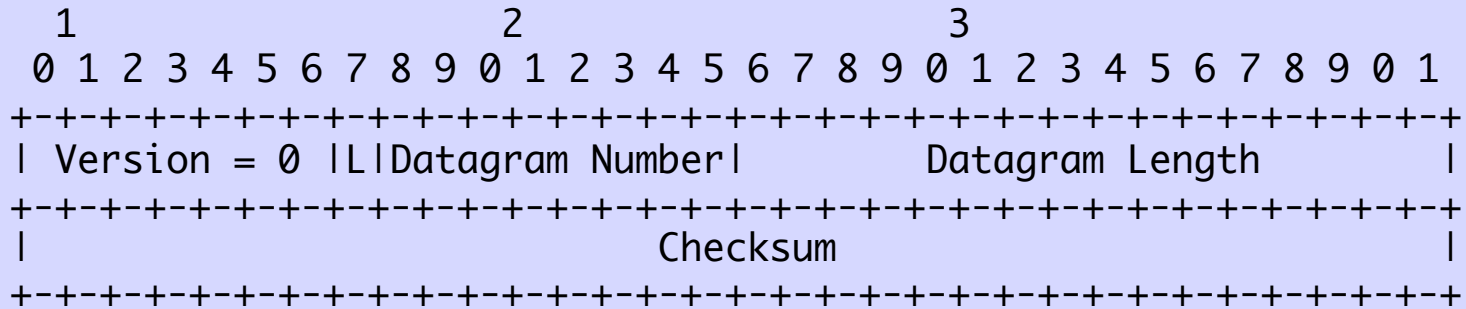 1                   2                   3
 0 1 2 3 4 5 6 7 8 9 0 1 2 3 4 5 6 7 8 9 0 1 2 3 4 5 6 7 8 9 0 1
+-+-+-+-+-+-+-+-+-+-+-+-+-+-+-+-+-+-+-+-+-+-+-+-+-+-+-+-+-+-+-+-+
| Version = 0 |L|Datagram Number|        Datagram Length        |
+-+-+-+-+-+-+-+-+-+-+-+-+-+-+-+-+-+-+-+-+-+-+-+-+-+-+-+-+-+-+-+-+
|                            Checksum                           |
+-+-+-+-+-+-+-+-+-+-+-+-+-+-+-+-+-+-+-+-+-+-+-+-+-+-+-+-+-+-+-+-+